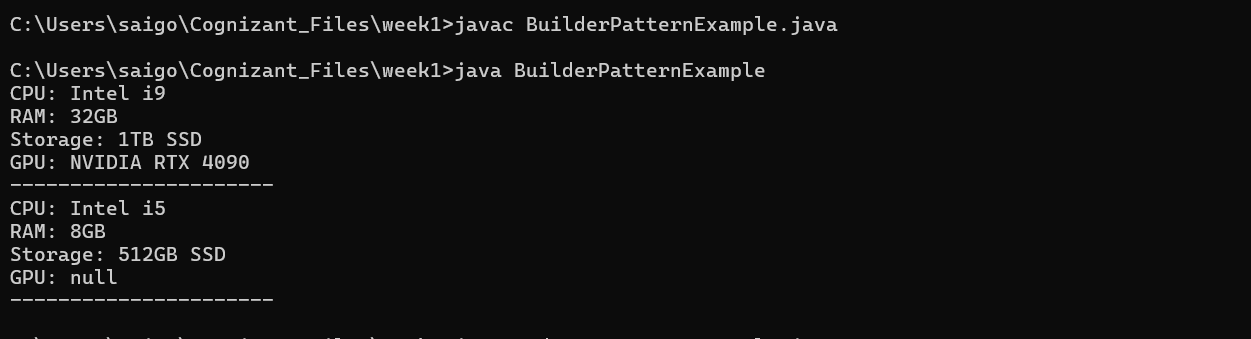 C:\Users\saigo\Cognizant_Files\week1>javac BuilderPatternExample.java
C:\Users\saigo\Cognizant_Files\week1>java BuilderPatternExample
CPU: Intel i9
RAM: 32GB
Storage: 1TB SSD
GPU: NVIDIA RTX 4090
----------------------
CPU: Intel i5
RAM: 8GB
Storage: 512GB SSD
GPU: null
----------------------